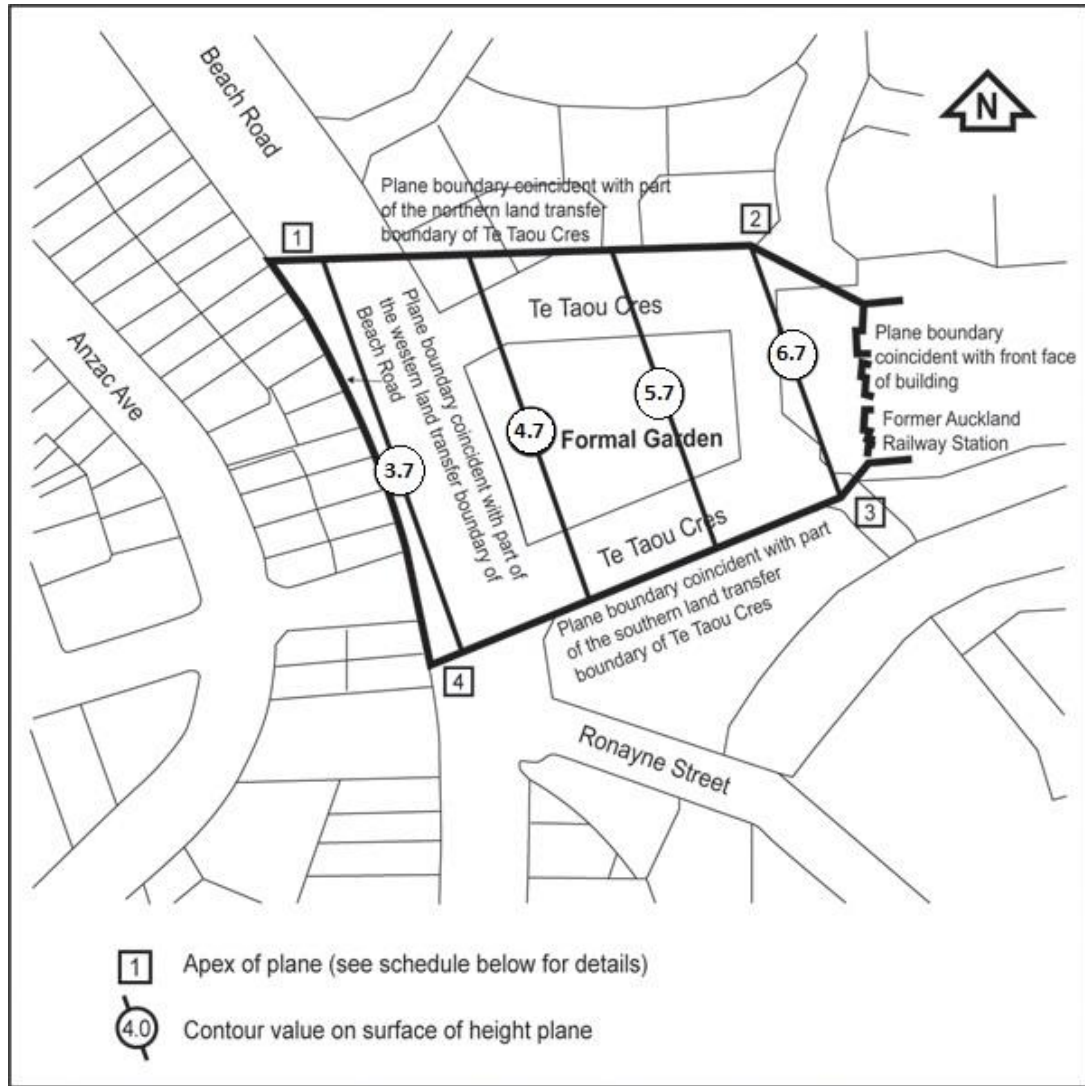 Beach Road
N
Plane boundary coincident with part
of the northern land transfer
boundary of Te Taou Cres
1
2
Plane boundary coincident with part of
the western land transfer boundary of
Beach Road
Te Taou Cres
Anzac Ave
6.7
Plane boundary
coincident with front face
of building
5.7
4.7
Formal Garden
Former Auckland
Railway Station
3.7
Te Taou Cres
3
Plane boundary coincident with part
of the southern land transfer
boundary of Te Taou Cres
4
Ronayne Street
1 Apex of plane (see schedule below for details)
4.0 Contour value on surface of height plane